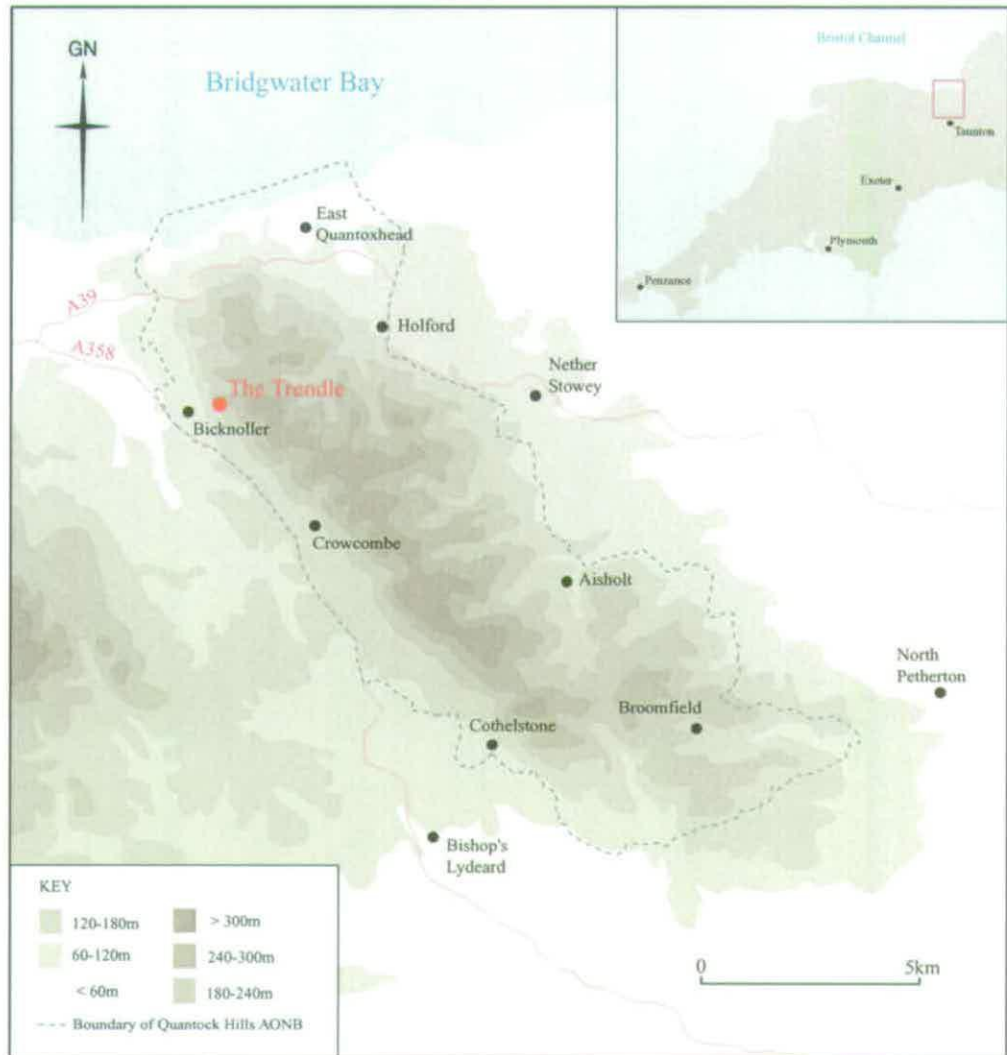 GN
Bridgwater Bay
Bristol Channel
Taunton
Exeter
Plymouth
Penzance
East
Quantoxhead
A39
Holford
A358
Nether
Stowey
The Trendle
Bicknoller
Crowcombe
Aisholt
North
Petherton
Broomfield
Cothelstone
Bishop's
Lydeard
KEY
120-180m
> 300m
60-120m
240-300m
< 60m
180-240m
Boundary of Quantock Hills AONB
0
5km